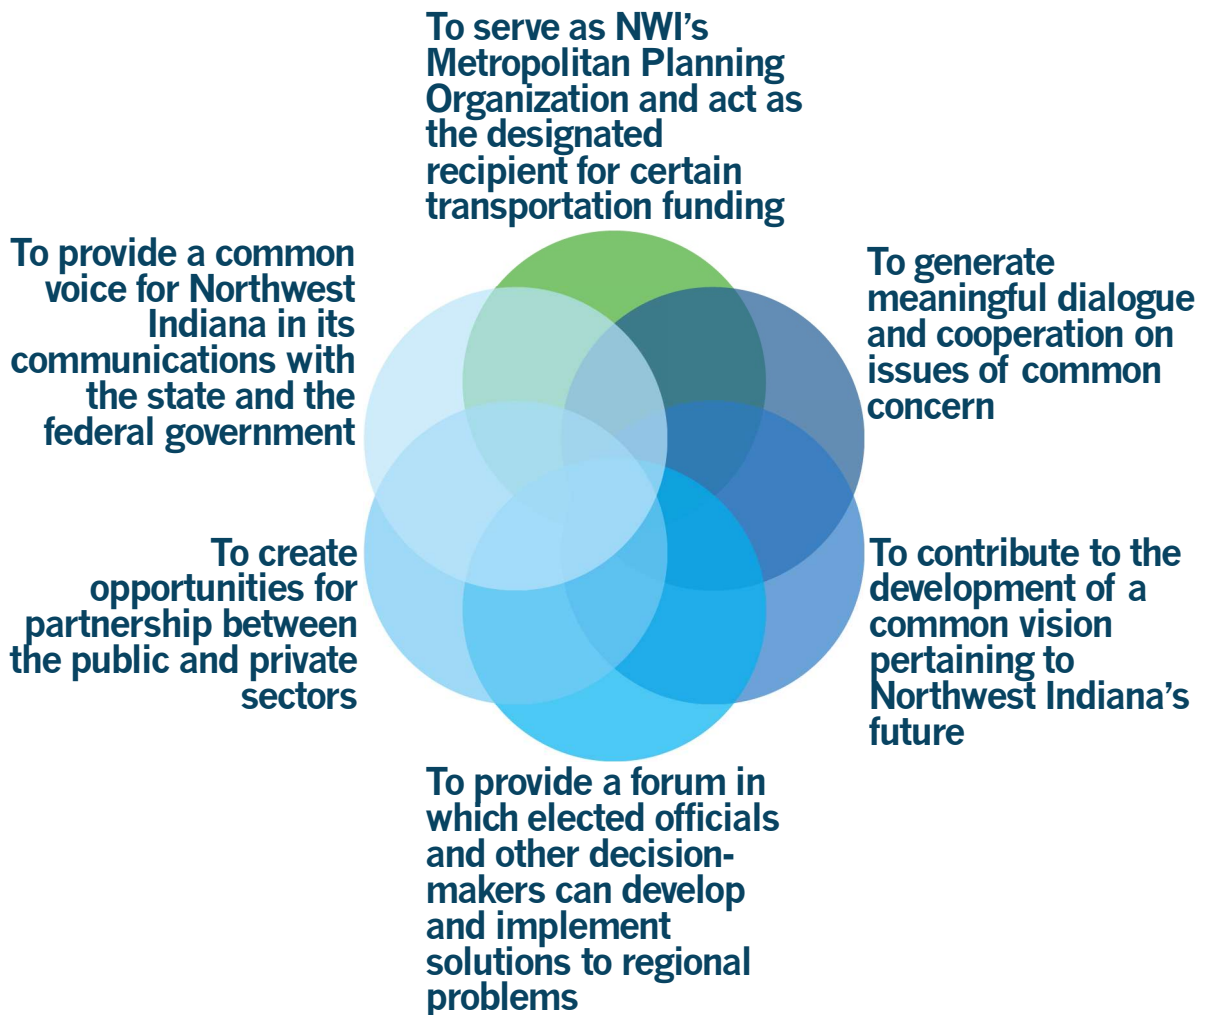 To serve as NWI's
Metropolitan Planning
Organization and act as
the designated
recipient for certain
transportation funding
To provide a common
voice for Northwest
Indiana in its
communications with
the state and the
federal government
To generate
meaningful dialogue
and cooperation on
issues of common
concern
To create
opportunities for
partnership between
the public and private
sectors
To contribute to the
development of a
common vision
pertaining to
Northwest Indiana's
future
To provide a forum in
which elected officials
and other decision-
makers can develop
and implement
solutions to regional
problems